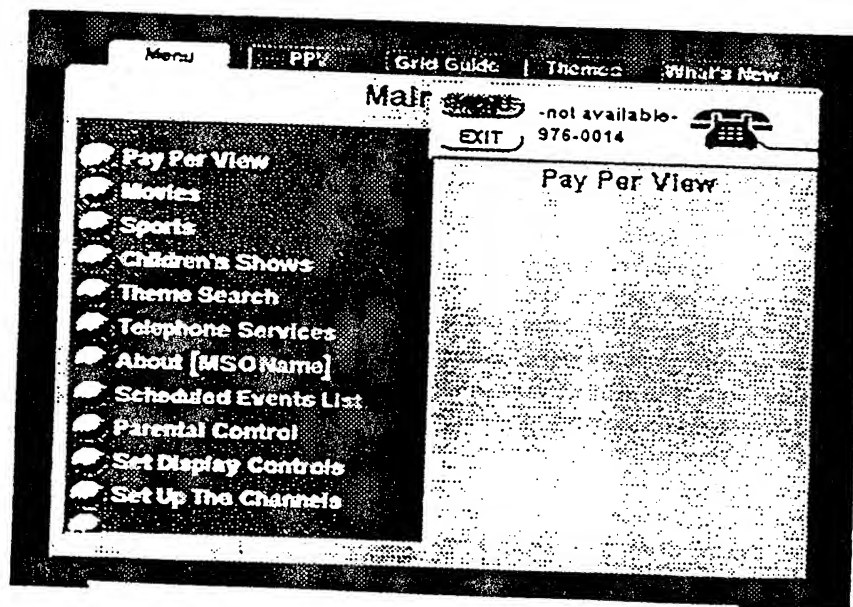 Menu PPV Grid Guide Themes What's New
Main
-not available-
EXIT 976-0014
Pay Per View
Pay Per View
Movies
Sports
Children's Shows
Theme Search
Telephone Services
About [MSO Name]
Scheduled Events List
Parental Control
Set Display Controls
Set Up The Channels